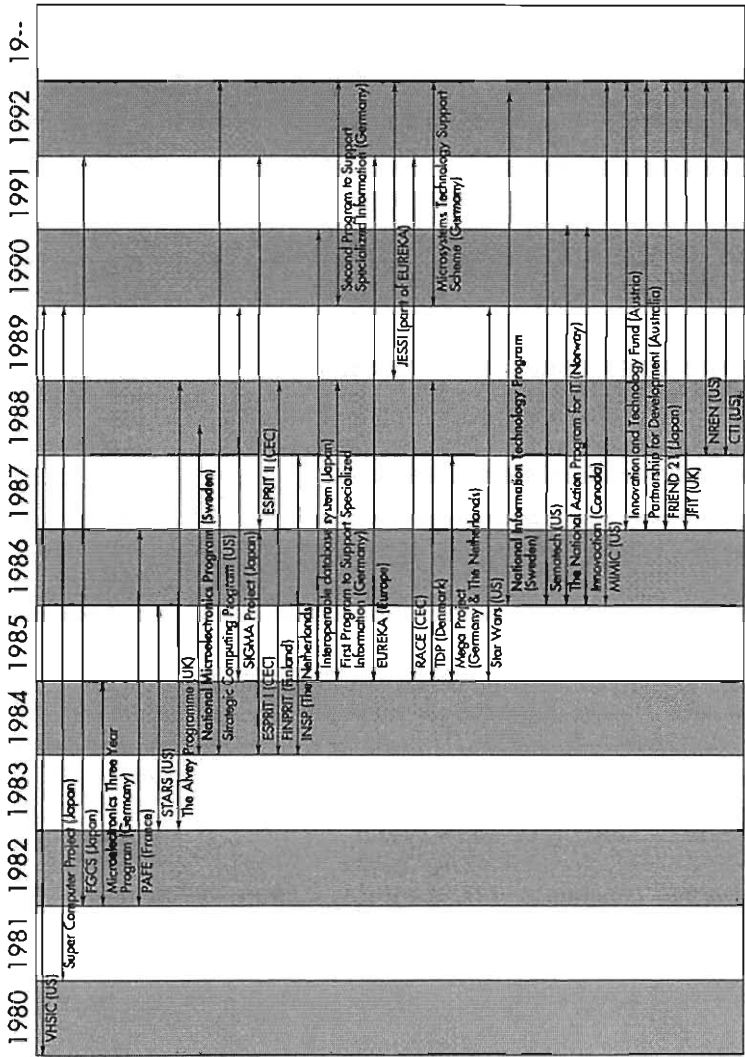 1980 1981 1982 1983 1984 1985 1986 1987 1988 1989 1990 1991 1992 19--
VHSIC (US)
Super Computer Project (Japan)
FGCS (Japan)
Microelectronics Three Year
Program (Germany)
PAFE (France)
STARS (US)
The Alvey Programme (UK)
National Microelectronics Program (Sweden)
Strategic Computing Program (US)
SIGMA Project (Japan)
ESPRIT I (CEC)
ESPRIT II (CEC)
FINPRIT (Finland)
INSP (The Netherlands)
Interoperable database system (Japan)
First Program to Support Specialized
Information (Germany)
Second Program to Support
Specialized Information (Germany)
EUREKA (Europe)
JESSI (part of EUREKA)
RACE (CEC)
TDP (Denmark)
Microsystems Technology Support
Scheme (Germany)
Mega Project
(Germany & The Netherlands)
Star Wars (US)
National Information Technology Program
(Sweden)
Sematech (US)
The National Action Program for IT (Norway)
Innovaction (Canada)
MIMIC (US)
Innovation and Technology Fund (Austria)
Partnership for Development (Australia)
FRIEND 21 (Japan)
JFIT (UK)
NREN (US)
CTI (US)